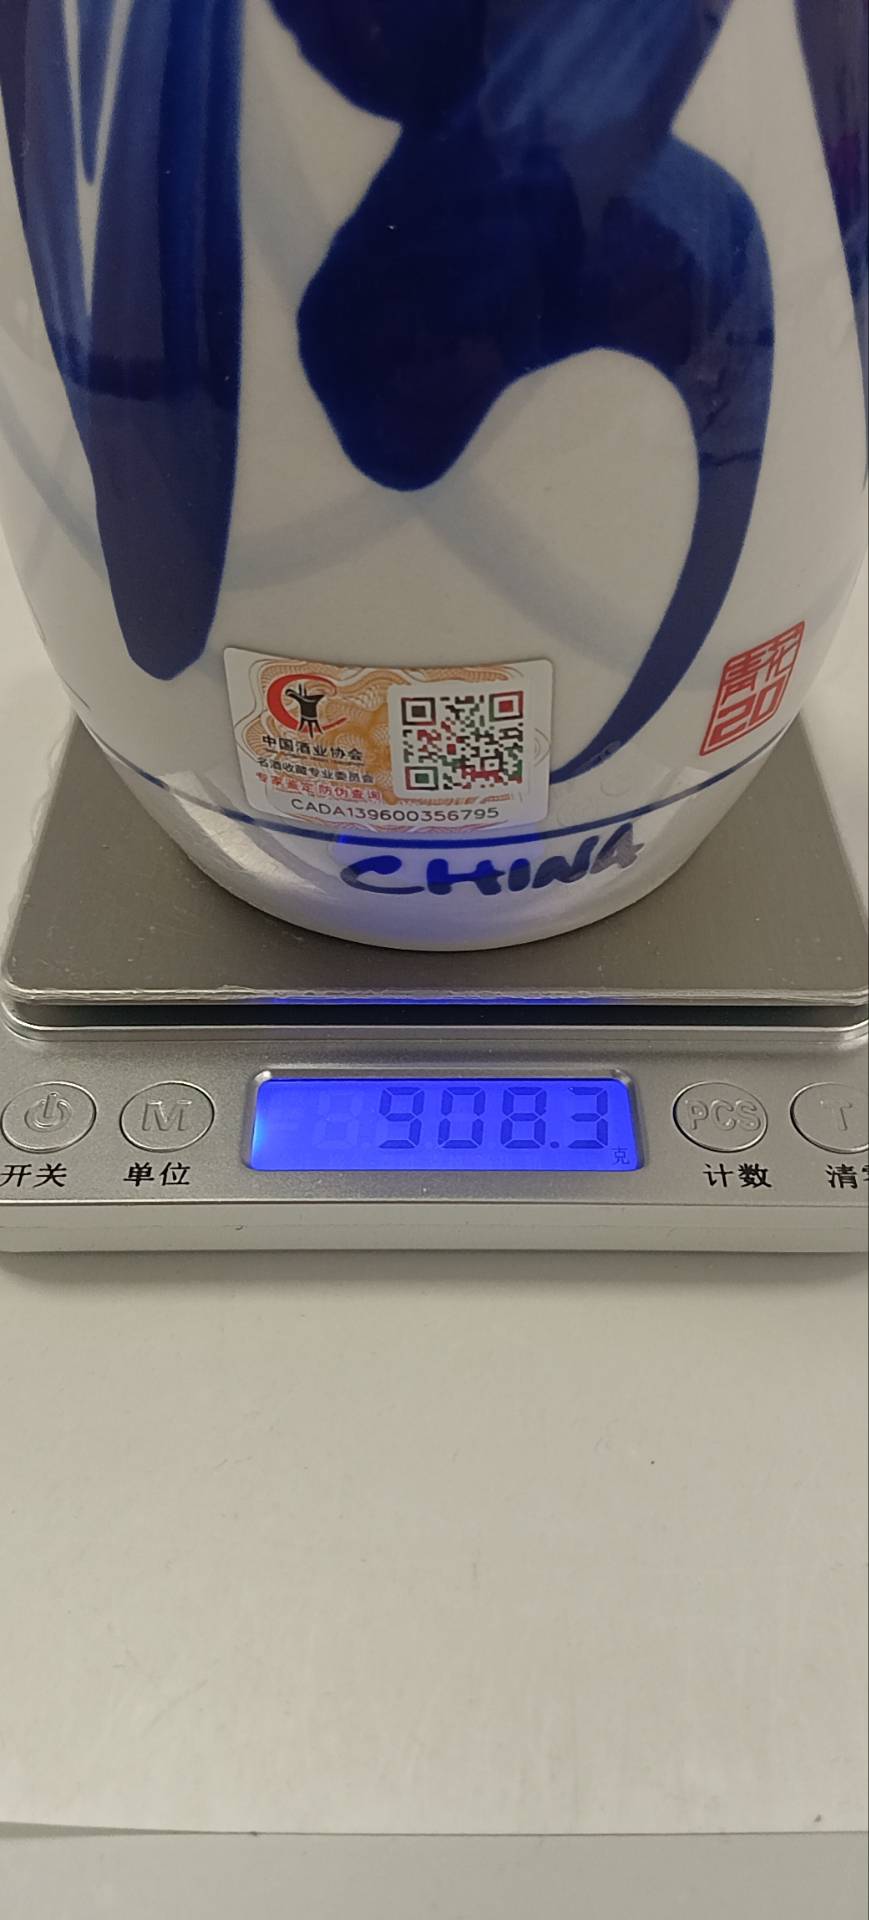 青花
20
中国酒业协会
名酒收藏专业委员会
专家鉴定 防伪查询
CADA139600356795
CHINA
908.3
克
M
PCS
T
开关
单位
计数
清